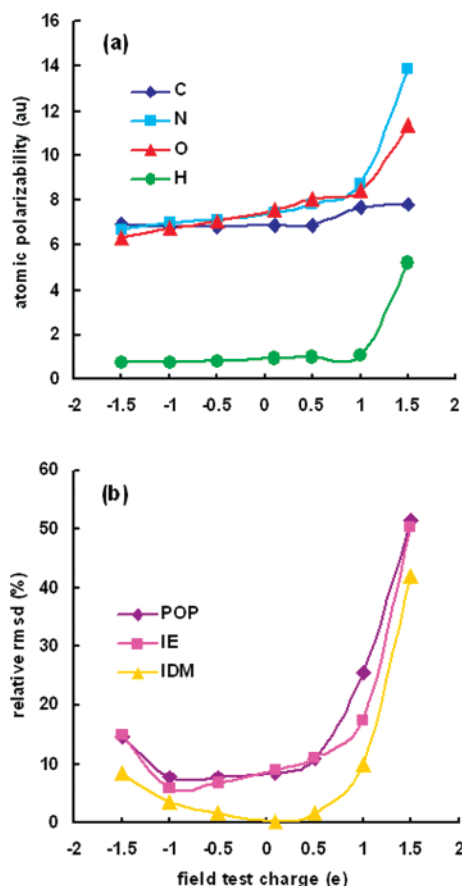 16
(a)
14
C
12
N
O
10
H
8
6
4
2
0
atomic polarizability (au)
-2 -1.5 -1 -0.5 0 0.5 1 1.5 2
60
(b)
50
40
POP
IE
30
IDM
20
10
0
relative rmsd (%)
-2 -1.5 -1 -0.5 0 0.5 1 1.5 2
field test charge (e)